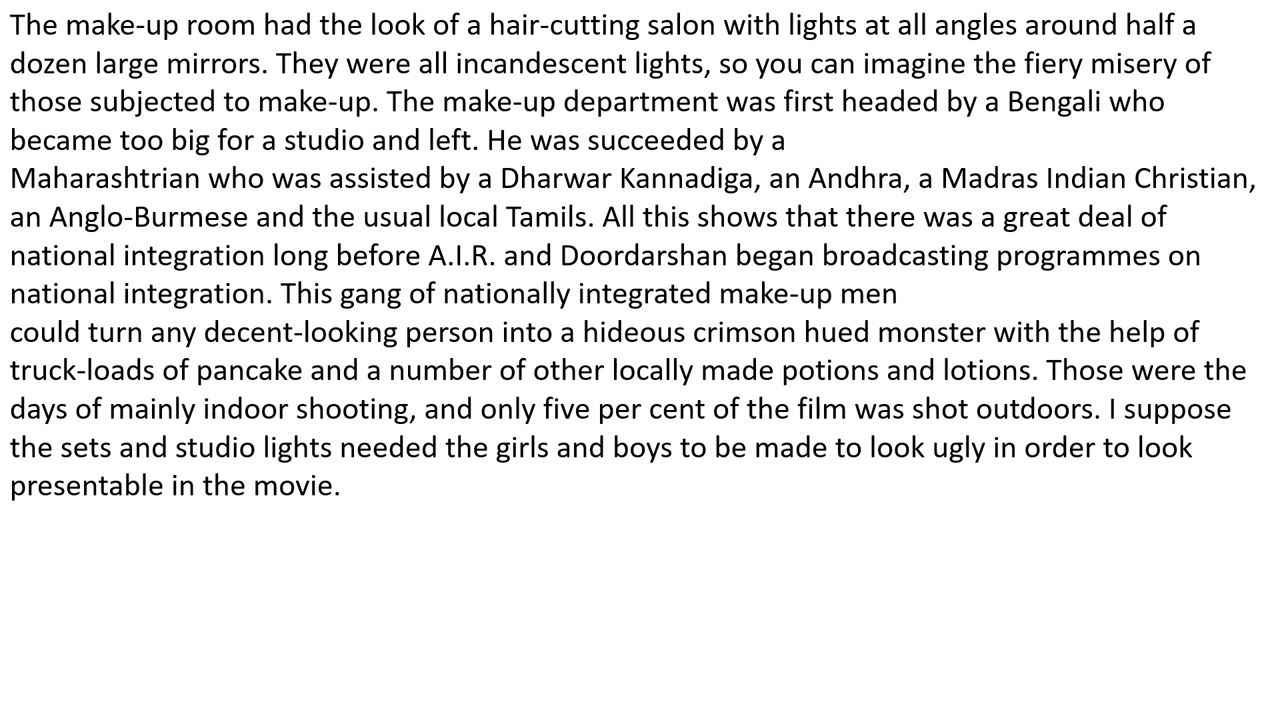 The make-up room had the look of a hair-cutting salon with lights at all angles around half a
dozen large mirrors. They were all incandescent lights, so you can imagine the fiery misery of
those subjected to make-up. The make-up department was first headed by a Bengali who
became too big for a studio and left. He was succeeded by a
Maharashtrian who was assisted by a Dharwar Kannadiga, an Andhra, a Madras Indian Christian,
an Anglo-Burmese and the usual local Tamils. All this shows that there was a great deal of
national integration long before A.I.R. and Doordarshan began broadcasting programmes on
national integration. This gang of nationally integrated make-up men
could turn any decent-looking person into a hideous crimson hued monster with the help of
truck-loads of pancake and a number of other locally made potions and lotions. Those were the
days of mainly indoor shooting, and only five per cent of the film was shot outdoors. I suppose
the sets and studio lights needed the girls and boys to be made to look ugly in order to look
presentable in the movie.